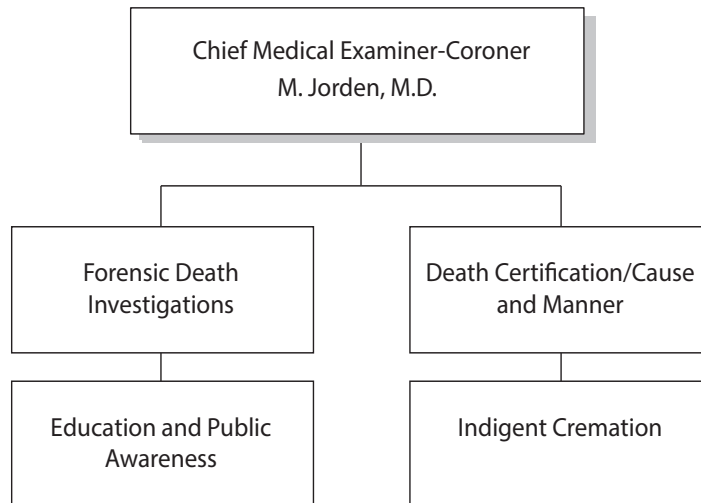 Chief Medical Examiner-Coroner
M. Jorden, M.D.
Forensic Death
Investigations
Death Certification/Cause
and Manner
Education and Public
Awareness
Indigent Cremation